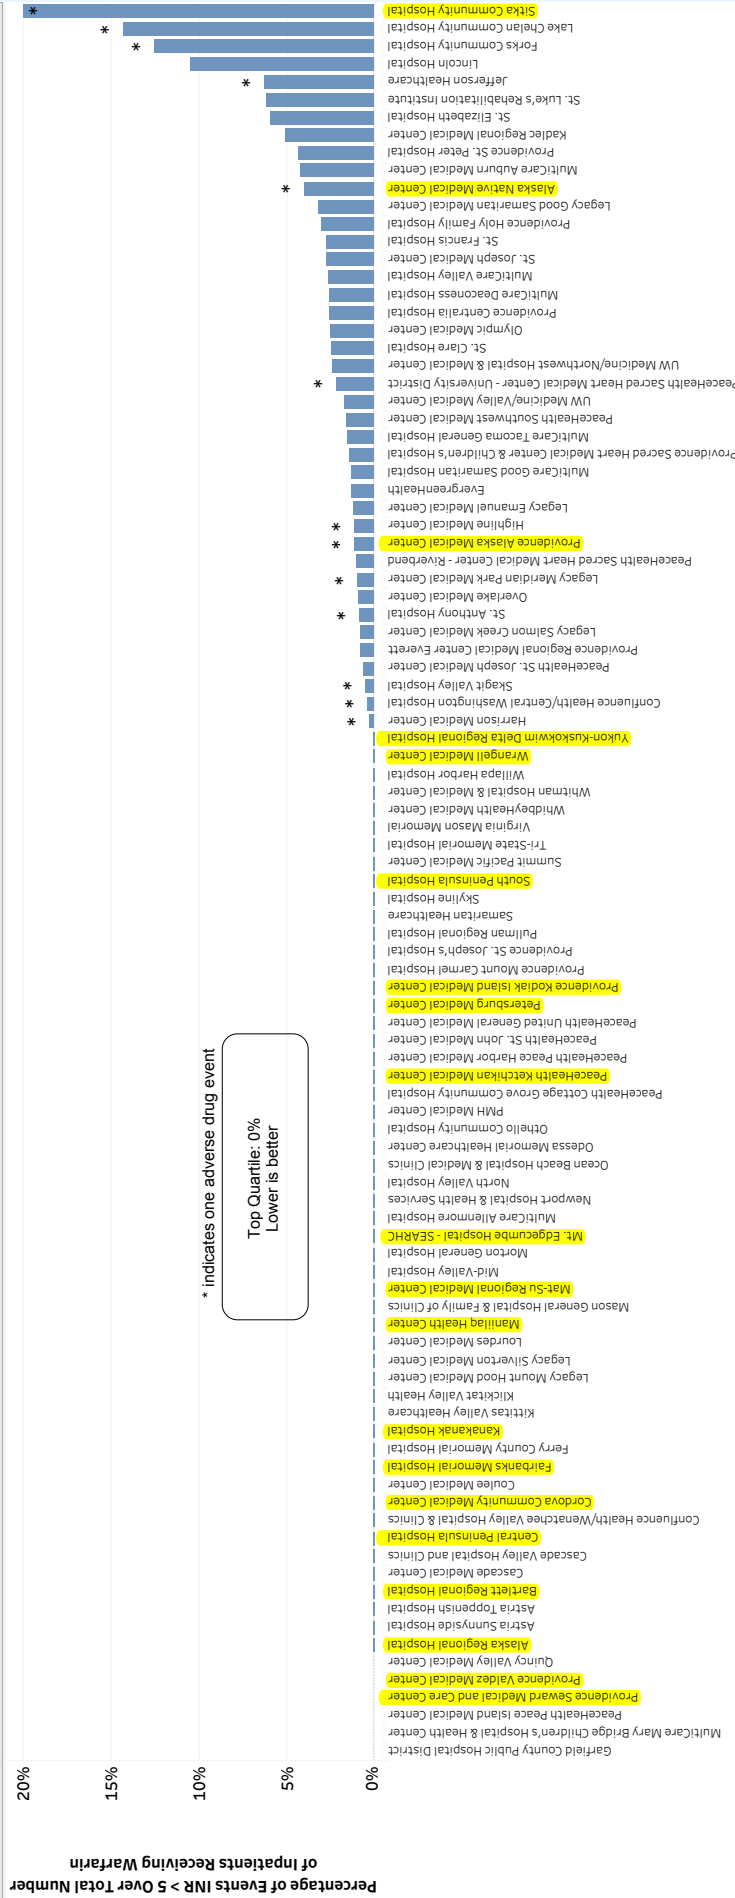 Sitka Community Hospital
Lake Chelan Community Hospital
Forks Community Hospital
Lincoln Hospital
Jefferson Healthcare
St. Luke's Rehabilitation Institute
St. Elizabeth Hospital
Kadlec Regional Medical Center
Providence St. Peter Hospital
MultiCare Auburn Medical Center
Alaska Native Medical Center
Legacy Good Samaritan Medical Center
Providence Holy Family Hospital
St. Francis Hospital
St. Joseph Medical Center
MultiCare Valley Hospital
MultiCare Deaconess Hospital
Providence Centralia Hospital
Olympic Medical Center
St. Clare Hospital
UW Medicine/Northwest Hospital & Medical Center
PeaceHealth Sacred Heart Medical Center - University District
UW Medicine/Valley Medical Center
PeaceHealth Southwest Medical Center
MultiCare Tacoma General Hospital
Providence Sacred Heart Medical Center & Children's Hospital
MultiCare Good Samaritan Hospital
EvergreenHealth
Legacy Emanuel Medical Center
Highline Medical Center
Providence Alaska Medical Center
PeaceHealth Sacred Heart Medical Center - Riverbend
Legacy Meridian Park Medical Center
Overlake Medical Center
St. Anthony Hospital
Legacy Salmon Creek Medical Center
Providence Regional Medical Center Everett
PeaceHealth St. Joseph Medical Center
Skagit Valley Hospital
Confluence Health/Central Washington Hospital
Harrison Medical Center
Yukon-Kuskokwim Delta Regional Hospital
Wrangell Medical Center
Willapa Harbor Hospital
Whitman Hospital & Medical Center
WhidbeyHealth Medical Center
Virginia Mason Memorial
Tri-State Memorial Hospital
Summit Pacific Medical Center
South Peninsula Hospital
Skyline Hospital
Samaritan Healthcare
Pullman Regional Hospital
Providence St. Joseph's Hospital
Providence Mount Carmel Hospital
Providence Kodiak Island Medical Center
Petersburg Medical Center
PeaceHealth United General Medical Center
PeaceHealth St. John Medical Center
PeaceHealth Peace Harbor Medical Center
PeaceHealth Ketchikan Medical Center
PeaceHealth Cottage Grove Community Hospital
PMH Medical Center
Othello Community Hospital
Odessa Memorial Healthcare Center
Ocean Beach Hospital & Medical Clinics
North Valley Hospital
Newport Hospital & Health Services
MultiCare Allenmore Hospital
Mt. Edgecumbe Hospital - SEARHC
Morton General Hospital
Mid-Valley Hospital
Mat-Su Regional Medical Center
Mason General Hospital & Family of Clinics
Maniilaq Health Center
Lourdes Medical Center
Legacy Silverton Medical Center
Legacy Mount Hood Medical Center
Klickitat Valley Health
Kittitas Valley Healthcare
Kanakanak Hospital
Ferry County Memorial Hospital
Fairbanks Memorial Hospital
Coulee Medical Center
Cordova Community Medical Center
Confluence Health/Wenatchee Valley Hospital & Clinics
Central Peninsula Hospital
Cascade Valley Hospital and Clinics
Cascade Medical Center
Bartlett Regional Hospital
Astria Toppenish Hospital
Astria Sunnyside Hospital
Alaska Regional Hospital
Quincy Valley Medical Center
Providence Valdez Medical Center
Providence Seward Medical and Care Center
PeaceHealth Peace Island Medical Center
MultiCare Mary Bridge Children's Hospital & Health Center
Garfield County Public Hospital District
* indicates one adverse drug event
Top Quartile: 0%
Lower is better
20%
15%
10%
5%
0%
Percentage of Events of INR > 5 Over Total Number
of Inpatients Receiving Warfarin